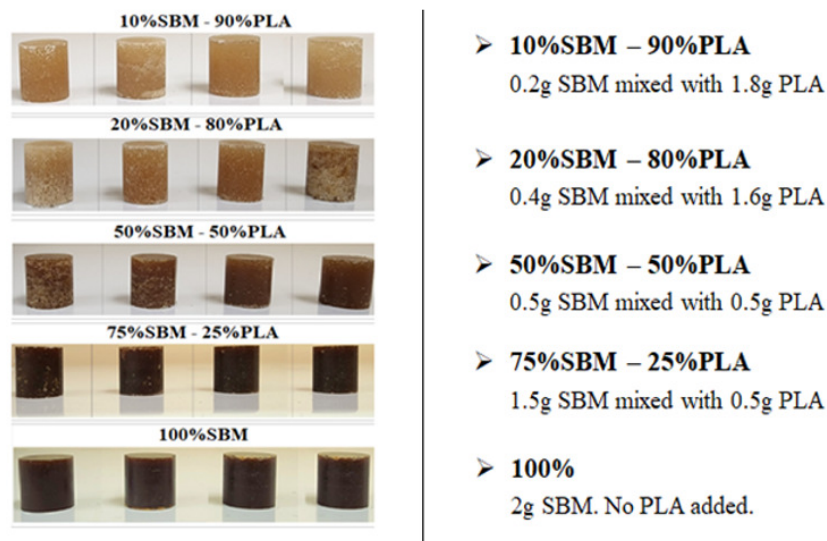 10%SBM - 90%PLA
20%SBM - 80%PLA
50%SBM - 50%PLA
75%SBM - 25%PLA
100%SBM
➤ 10%SBM – 90%PLA
0.2g SBM mixed with 1.8g PLA
➤ 20%SBM – 80%PLA
0.4g SBM mixed with 1.6g PLA
➤ 50%SBM – 50%PLA
0.5g SBM mixed with 0.5g PLA
➤ 75%SBM – 25%PLA
1.5g SBM mixed with 0.5g PLA
➤ 100%
2g SBM. No PLA added.